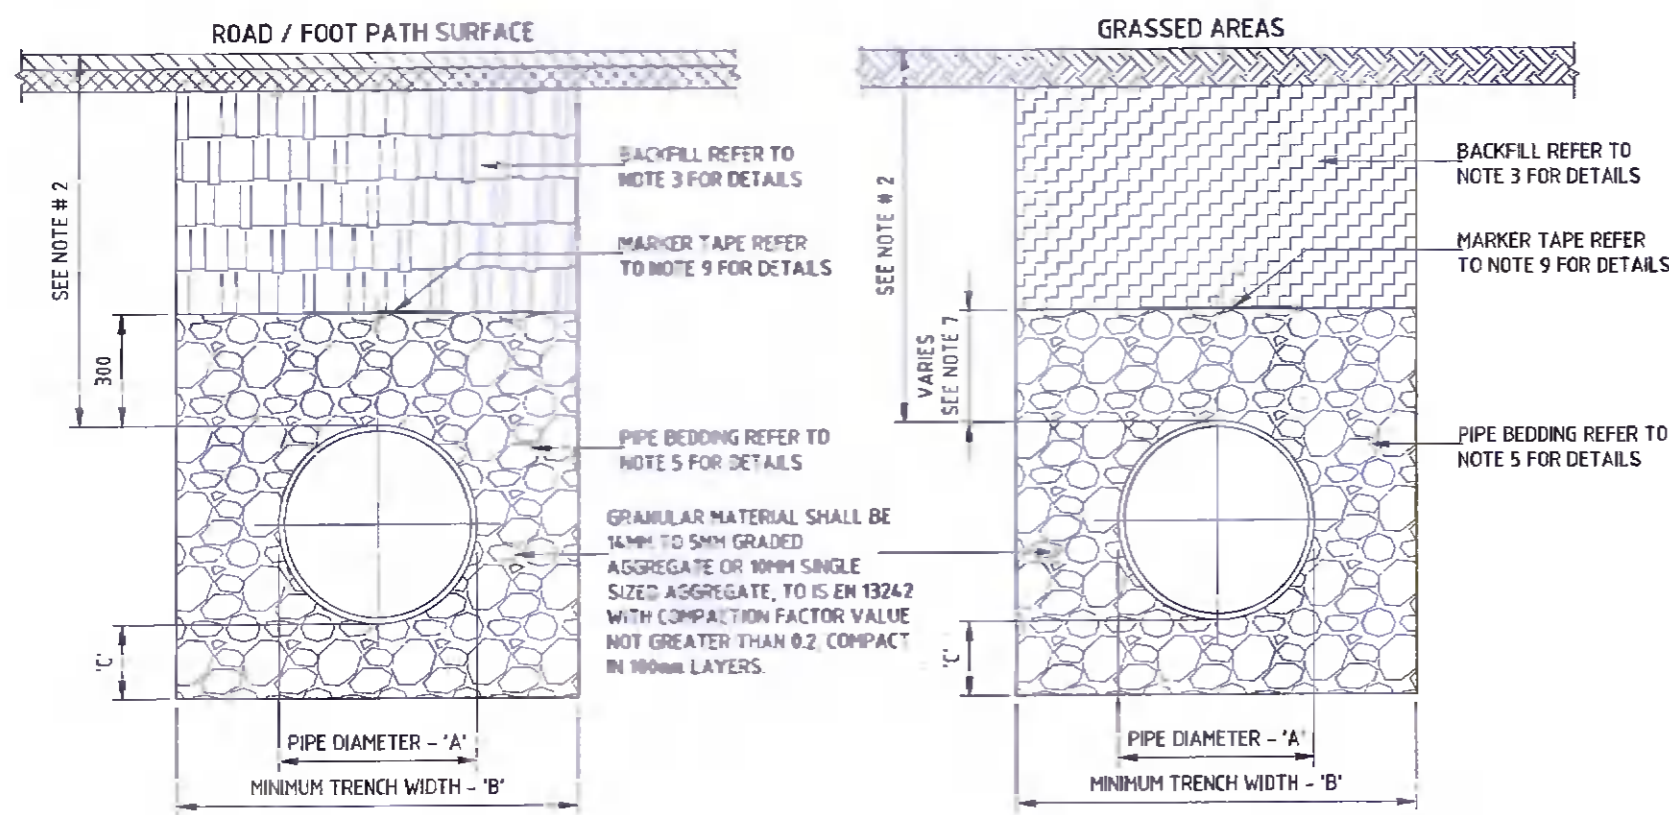 ROAD / FOOT PATH SURFACE
BACKFILL REFER TO
NOTE 3 FOR DETAILS
MARKER TAPE REFER
TO NOTE 9 FOR DETAILS
SEE NOTE # 2
300
PIPE BEDDING REFER TO
NOTE 5 FOR DETAILS
GRANULAR MATERIAL SHALL BE
14MM TO 5MM GRADED
AGGREGATE OR 10MM SINGLE
SIZED AGGREGATE, TO IS EN 13242
WITH COMPACTION FACTOR VALUE
NOT GREATER THAN 0.2, COMPACT
IN 100mm LAYERS.
'C'
PIPE DIAMETER - 'A'
MINIMUM TRENCH WIDTH - 'B'
GRASSED AREAS
BACKFILL REFER TO
NOTE 3 FOR DETAILS
MARKER TAPE REFER
TO NOTE 9 FOR DETAILS
SEE NOTE # 2
VARIES
SEE NOTE 7
PIPE BEDDING REFER TO
NOTE 5 FOR DETAILS
'C'
PIPE DIAMETER - 'A'
MINIMUM TRENCH WIDTH - 'B'